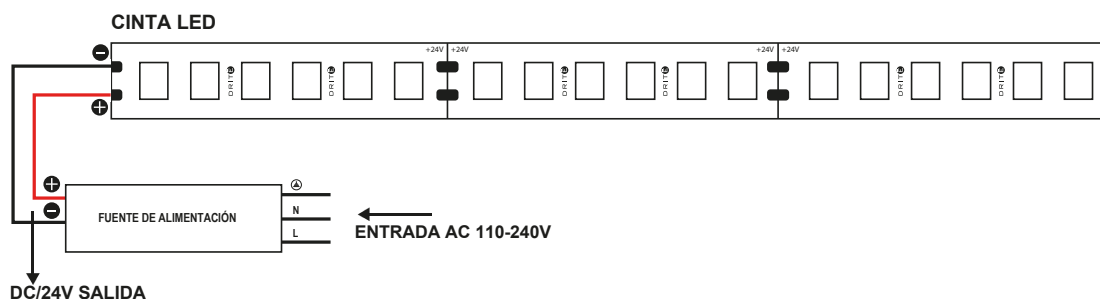 CINTA LED
+24V +24V +24V +24V
FUENTE DE ALIMENTACIÓN
N
L
ENTRADA AC 110-240V
DC/24V SALIDA